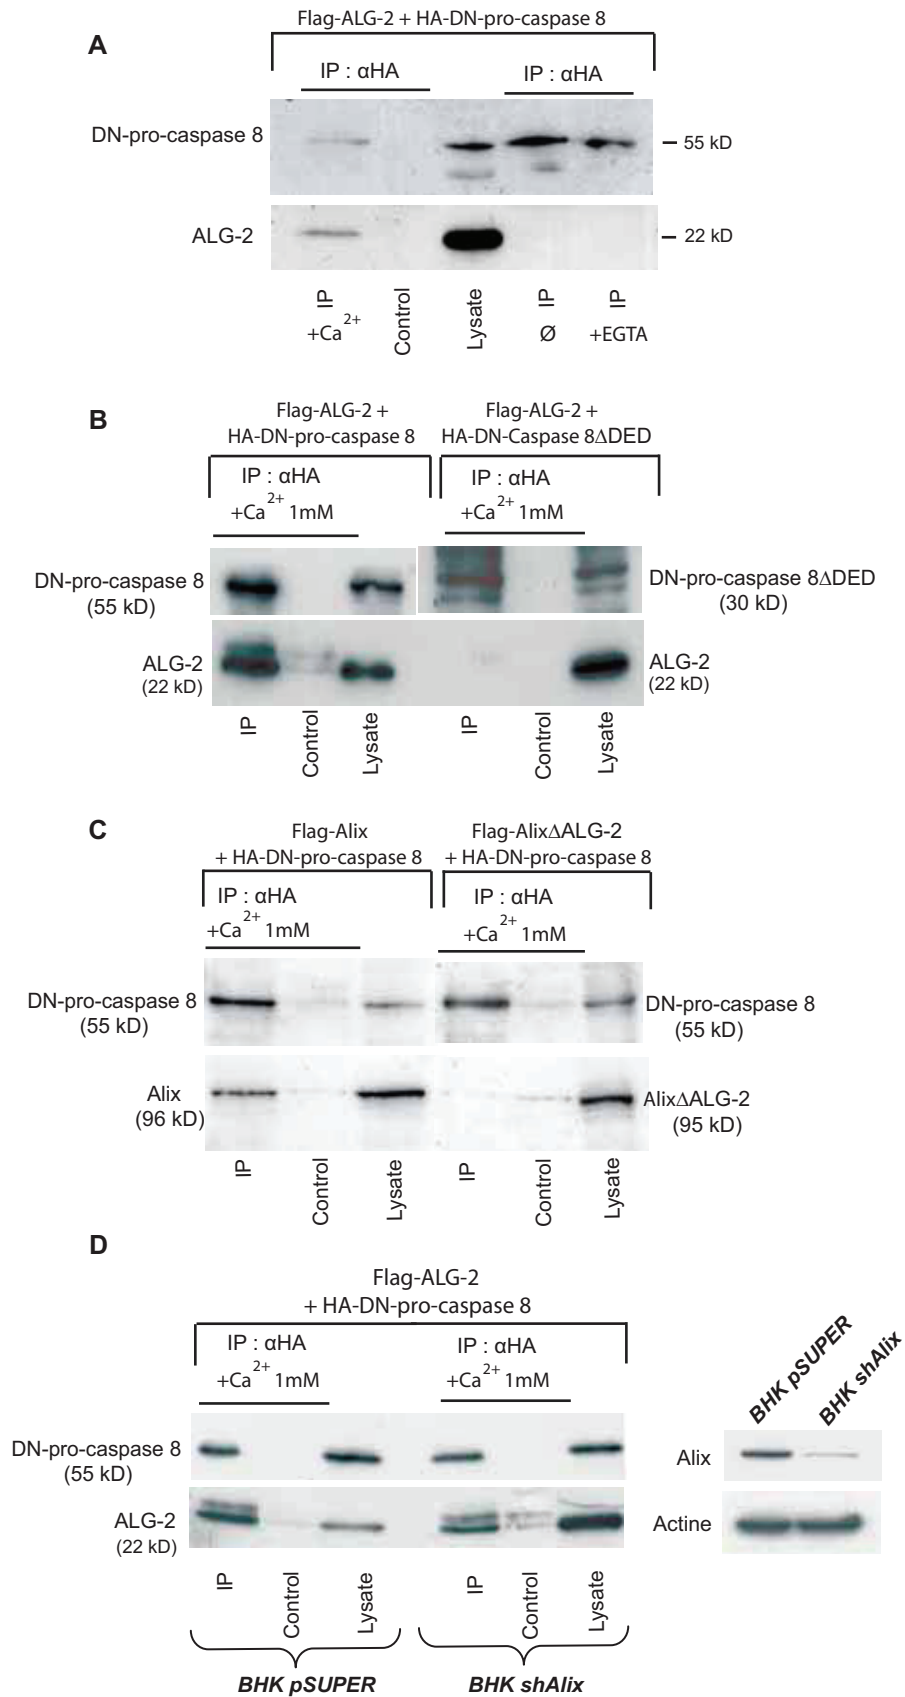 A
Flag-ALG-2 + HA-DN-pro-caspase 8
IP : αHA
IP : αHA
DN-pro-caspase 8
55 kD
ALG-2
22 kD
IP
+Ca2+
Control
Lysate
IP
Ø
IP
+EGTA
B
Flag-ALG-2 +
HA-DN-pro-caspase 8
Flag-ALG-2 +
HA-DN-Caspase 8ΔDED
IP : αHA
+Ca2+ 1mM
IP : αHA
+Ca2+ 1mM
DN-pro-caspase 8
(55 kD)
DN-pro-caspase 8ΔDED
(30 kD)
ALG-2
(22 kD)
ALG-2
(22 kD)
IP
Control
Lysate
IP
Control
Lysate
C
Flag-Alix
+ HA-DN-pro-caspase 8
Flag-AlixΔALG-2
+ HA-DN-pro-caspase 8
IP : αHA
+Ca2+ 1mM
IP : αHA
+Ca2+ 1mM
DN-pro-caspase 8
(55 kD)
DN-pro-caspase 8
(55 kD)
Alix
(96 kD)
AlixΔALG-2
(95 kD)
IP
Control
Lysate
IP
Control
Lysate
D
Flag-ALG-2
+ HA-DN-pro-caspase 8
IP : αHA
+Ca2+ 1mM
IP : αHA
+Ca2+ 1mM
DN-pro-caspase 8
(55 kD)
ALG-2
(22 kD)
IP
Control
Lysate
IP
Control
Lysate
BHK pSUPER
BHK shAlix
BHK pSUPER
BHK shAlix
Alix
Actine